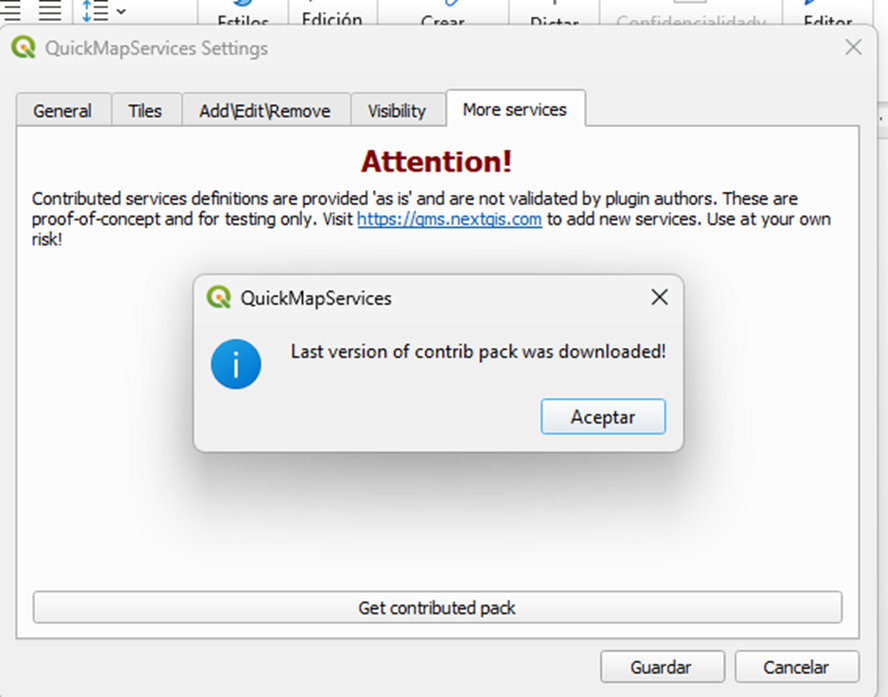 Estilos
Edición
Crear
Dictar
Confidencialidady
Editor
QuickMapServices Settings
General
Tiles
Add\Edit\Remove
Visibility
More services
Attention!
Contributed services definitions are provided 'as is' and are not validated by plugin authors. These are
proof-of-concept and for testing only. Visit https://qms.nextgis.com to add new services. Use at your own
risk!
QuickMapServices
Last version of contrib pack was downloaded!
Aceptar
Get contributed pack
Guardar
Cancelar